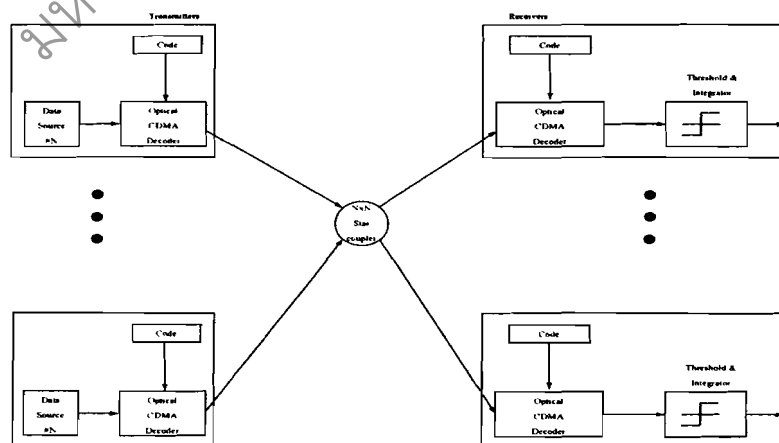 Transmitters
Receivers
Code
Code
Threshold &
Integrator
Data
Source
#N
Optical
CDMA
Decoder
Optical
CDMA
Decoder
NxN
Star
coupler
Code
Code
Threshold &
Integrator
Data
Source
#N
Optical
CDMA
Decoder
Optical
CDMA
Decoder